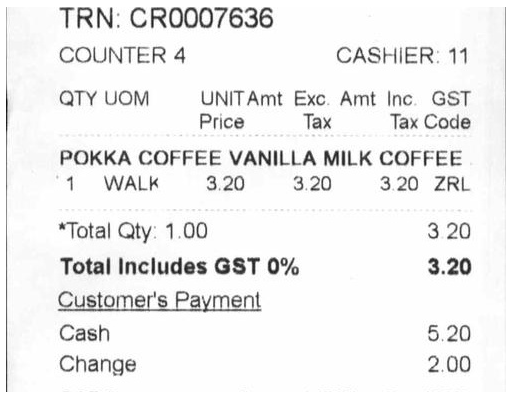 TRN: CR0007636
COUNTER 4 CASHIER: 11
QTY UOM UNIT Amt Exc. Amt Inc. GST
Price Tax Tax Code
POKKA COFFEE VANILLA MILK COFFEE
1 WALK 3.20 3.20 3.20 ZRL
*Total Qty: 1.00 3.20
Total Includes GST 0% 3.20
Customer's Payment
Cash 5.20
Change 2.00